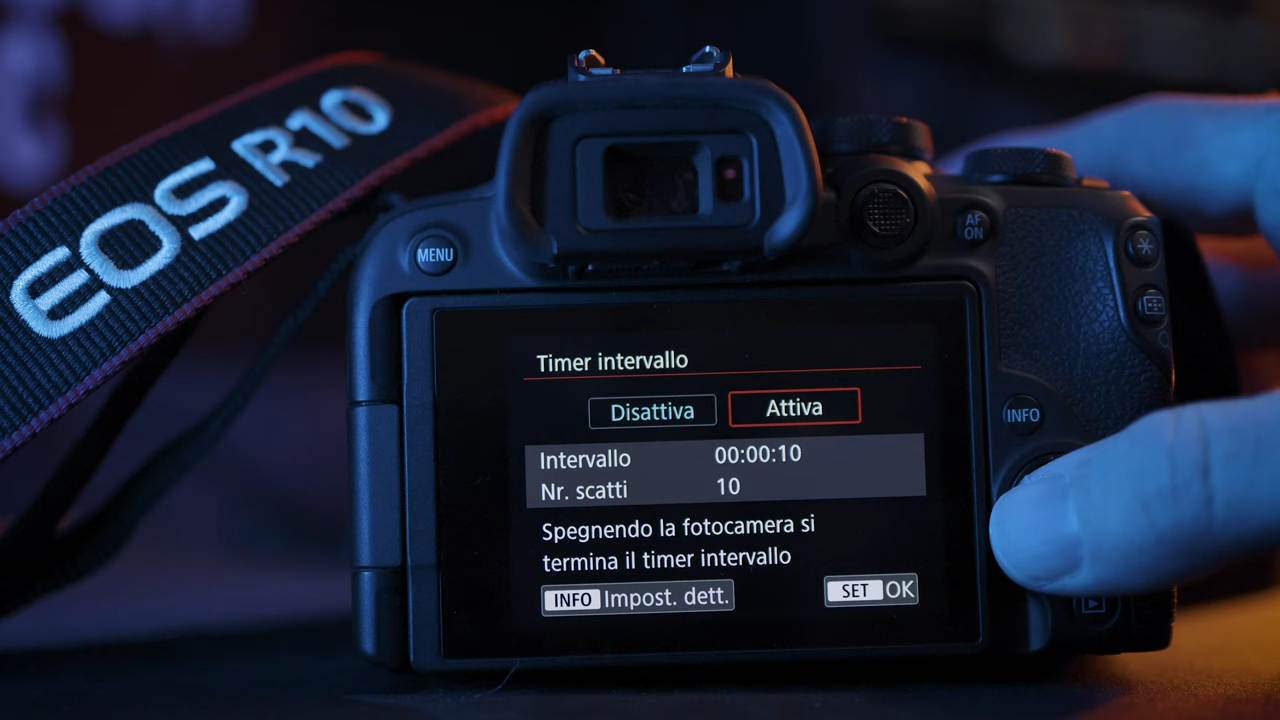 EOS R10
MENU
AF
ON
Timer intervallo
Disattiva
Attiva
INFO
Intervallo 00:00:10
Nr. scatti 10
Spegnendo la fotocamera si
termina il timer intervallo
INFO Impost. dett.
SET OK